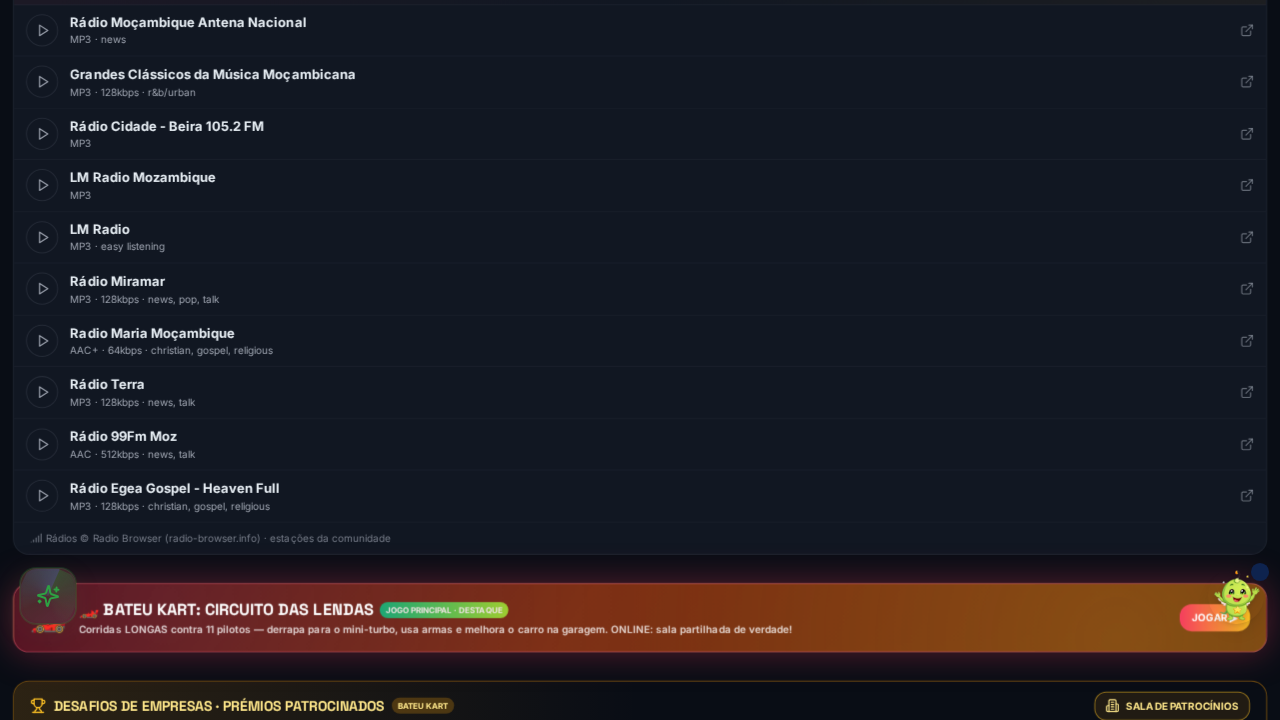 Rádio Moçambique Antena Nacional
MP3 · news
Grandes Clássicos da Música Moçambicana
MP3 · 128kbps · r&b/urban
Rádio Cidade - Beira 105.2 FM
MP3
LM Radio Mozambique
MP3
LM Radio
MP3 · easy listening
Rádio Miramar
MP3 · 128kbps · news, pop, talk
Radio Maria Moçambique
AAC+ · 64kbps · christian, gospel, religious
Rádio Terra
MP3 · 128kbps · news, talk
Rádio 99Fm Moz
AAC · 512kbps · news, talk
Rádio Egea Gospel - Heaven Full
MP3 · 128kbps · christian, gospel, religious
Rádios © Radio Browser (radio-browser.info) · estações da comunidade
BATEU KART: CIRCUITO DAS LENDAS JOGO PRINCIPAL · DESTAQUE
Corridas LONGAS contra 11 pilotos — derrapa para o mini-turbo, usa armas e melhora o carro na garagem. ONLINE: sala partilhada de verdade!
JOGAR
DESAFIOS DE EMPRESAS · PRÉMIOS PATROCINADOS BATEU KART
SALA DE PATROCÍNIOS